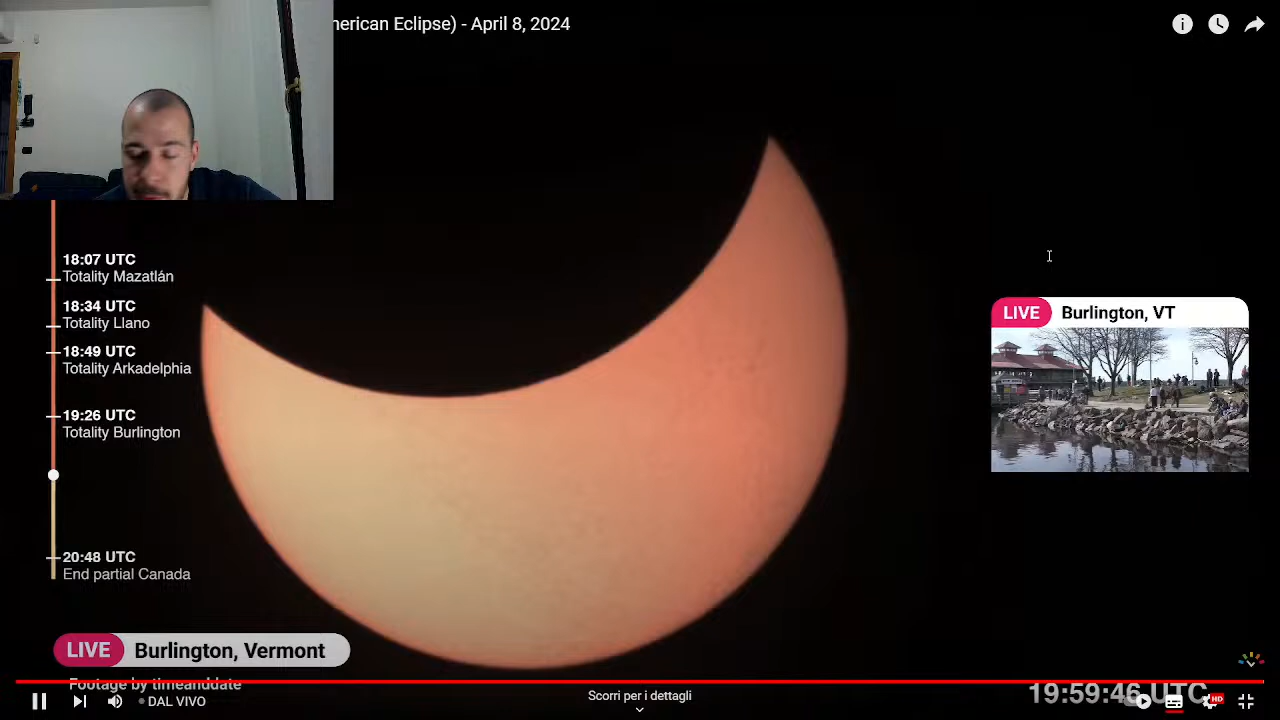 nerican Eclipse) - April 8, 2024
18:07 UTC
Totality Mazatlán
18:34 UTC
Totality Llano
18:49 UTC
Totality Arkadelphia
19:26 UTC
Totality Burlington
20:48 UTC
End partial Canada
LIVE Burlington, VT
LIVE Burlington, Vermont
Footage by timeanddate
19:59:46 UTC
DAL VIVO
Scorri per i dettagli
HD